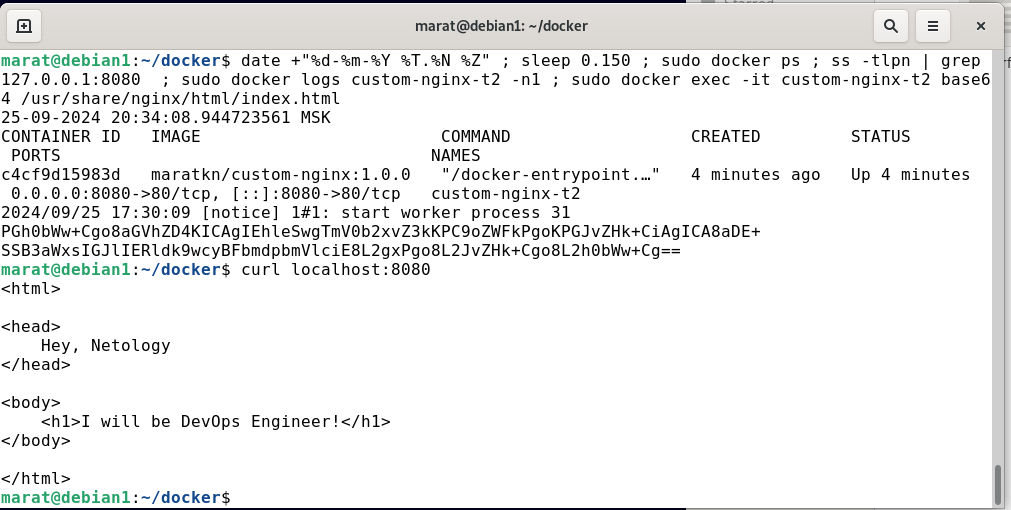 marat@debian1: ~/docker
marat@debian1:~/docker$ date +"%d-%m-%Y %T.%N %Z" ; sleep 0.150 ; sudo docker ps ; ss -tlpn | grep
127.0.0.1:8080  ; sudo docker logs custom-nginx-t2 -n1 ; sudo docker exec -it custom-nginx-t2 base6
4 /usr/share/nginx/html/index.html
25-09-2024 20:34:08.944723561 MSK
CONTAINER ID   IMAGE                        COMMAND                  CREATED         STATUS
 PORTS                                     NAMES
c4cf9d15983d   maratkn/custom-nginx:1.0.0   "/docker-entrypoint.…"   4 minutes ago   Up 4 minutes
 0.0.0.0:8080->80/tcp, [::]:8080->80/tcp   custom-nginx-t2
2024/09/25 17:30:09 [notice] 1#1: start worker process 31
PGh0bWw+Cgo8aGVhZD4KICAgIEhleSwgTmV0b2xvZ3kKPC9oZWFkPgoKPGJvZHk+CiAgICA8aDE+
SSB3aWxsIGJlIERldk9wcyBFbmdpbmVlciE8L2gxPgo8L2JvZHk+Cgo8L2h0bWw+Cg==
marat@debian1:~/docker$ curl localhost:8080
<html>

<head>
    Hey, Netology
</head>

<body>
    <h1>I will be DevOps Engineer!</h1>
</body>

</html>
marat@debian1:~/docker$